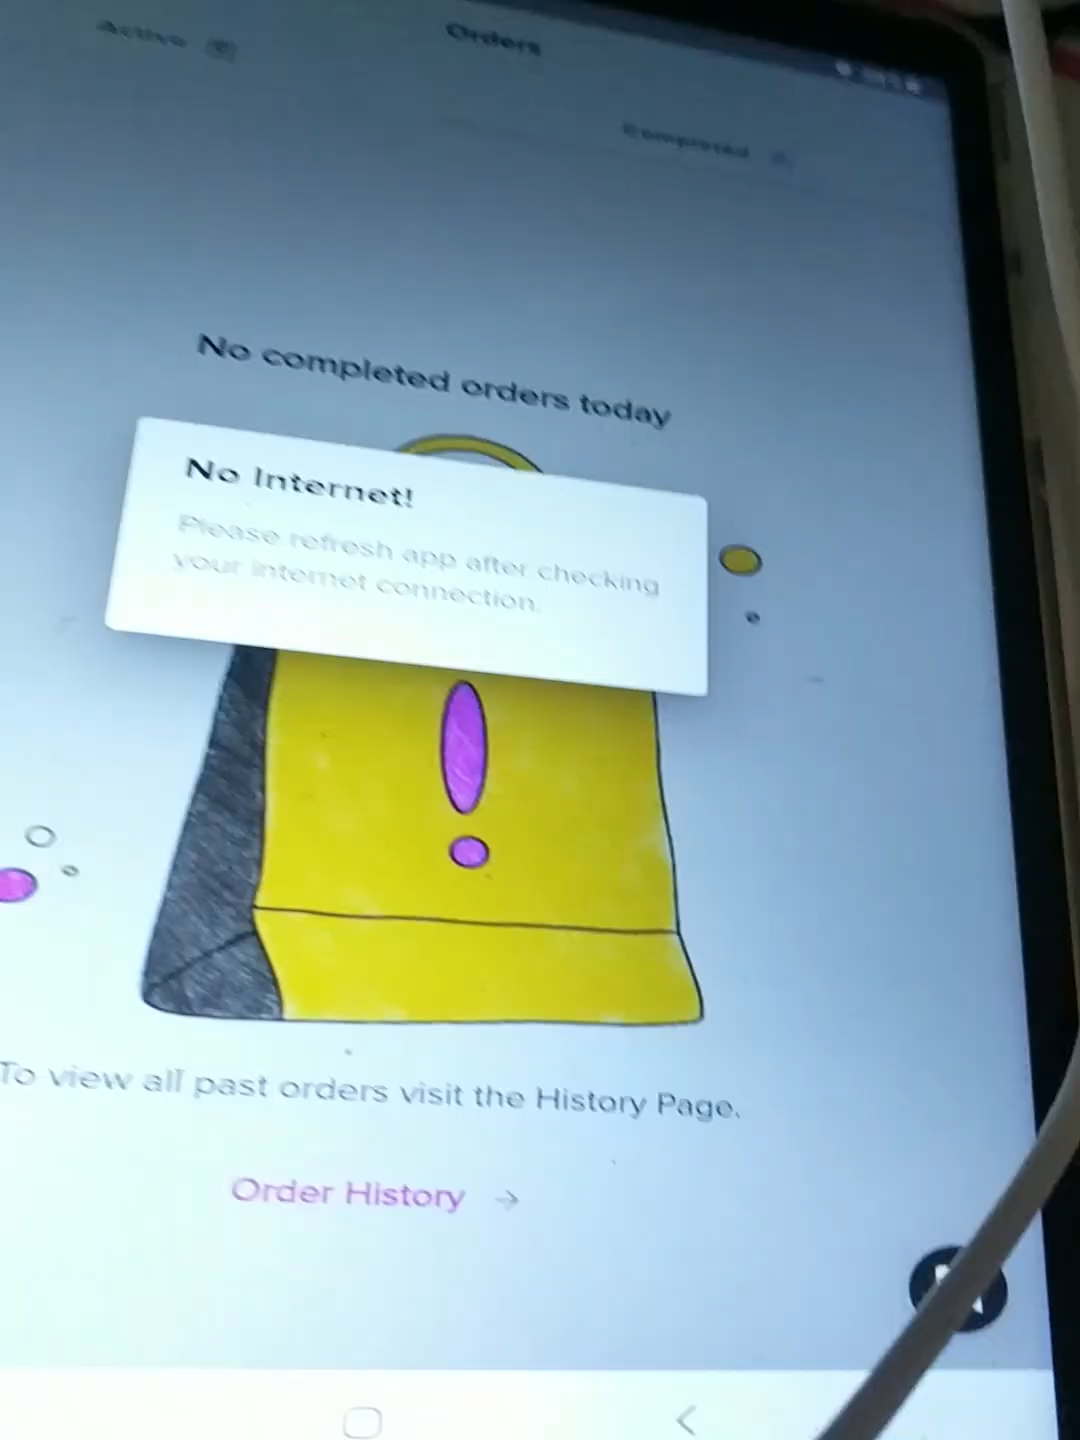 Active
Orders
Completed
No completed orders today
No Internet!
Please refresh app after checking
your internet connection.
To view all past orders visit the History Page.
Order History →